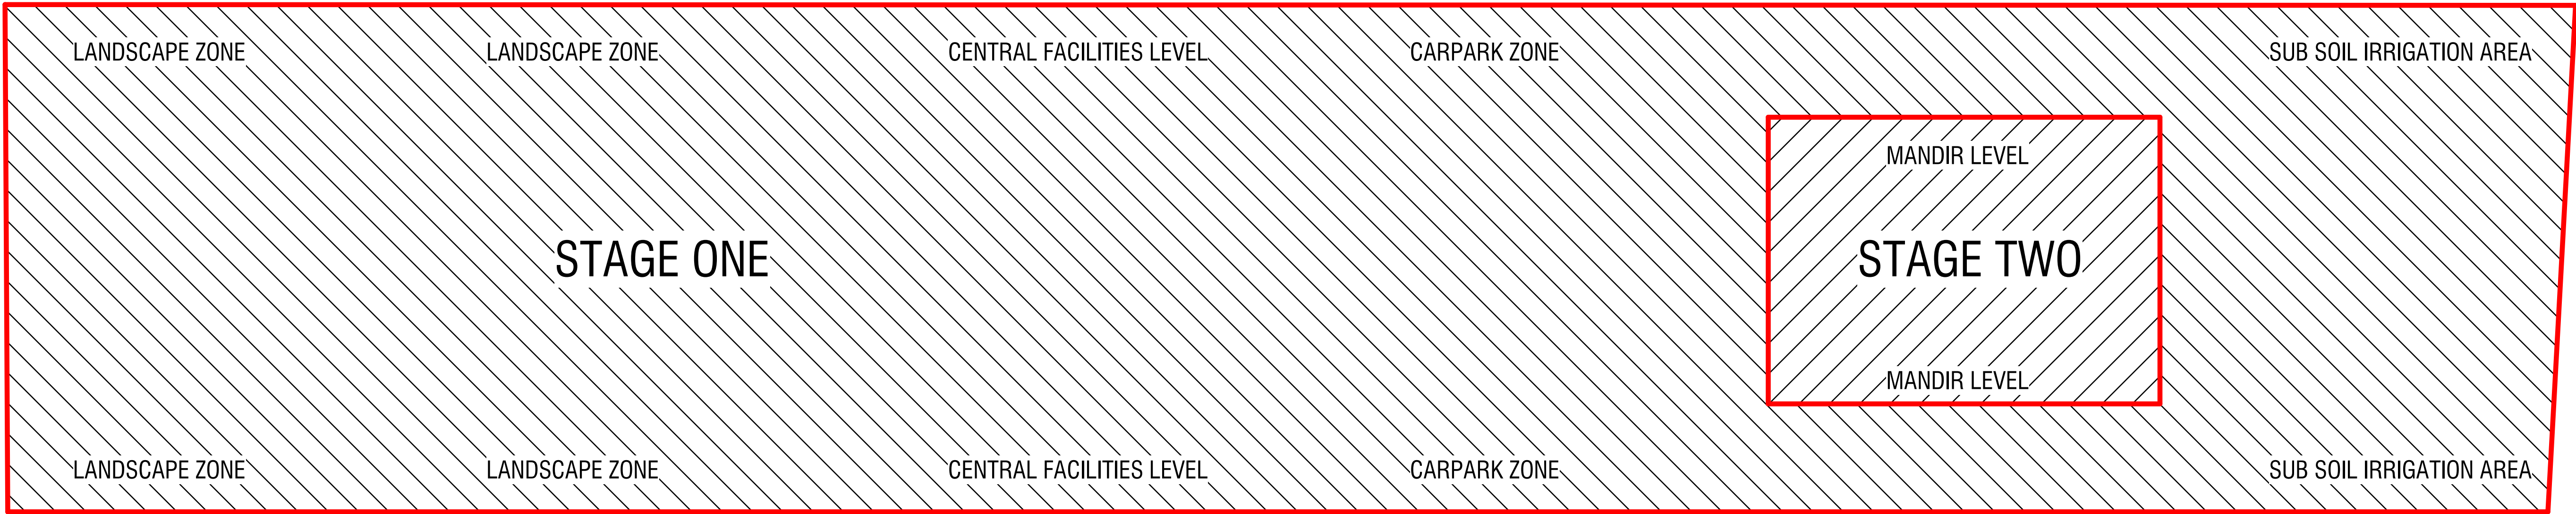 LANDSCAPE ZONE
LANDSCAPE ZONE
CENTRAL FACILITIES LEVEL
CARPARK ZONE
SUB SOIL IRRIGATION AREA
MANDIR LEVEL
STAGE ONE
STAGE TWO
MANDIR LEVEL
LANDSCAPE ZONE
LANDSCAPE ZONE
CENTRAL FACILITIES LEVEL
CARPARK ZONE
SUB SOIL IRRIGATION AREA